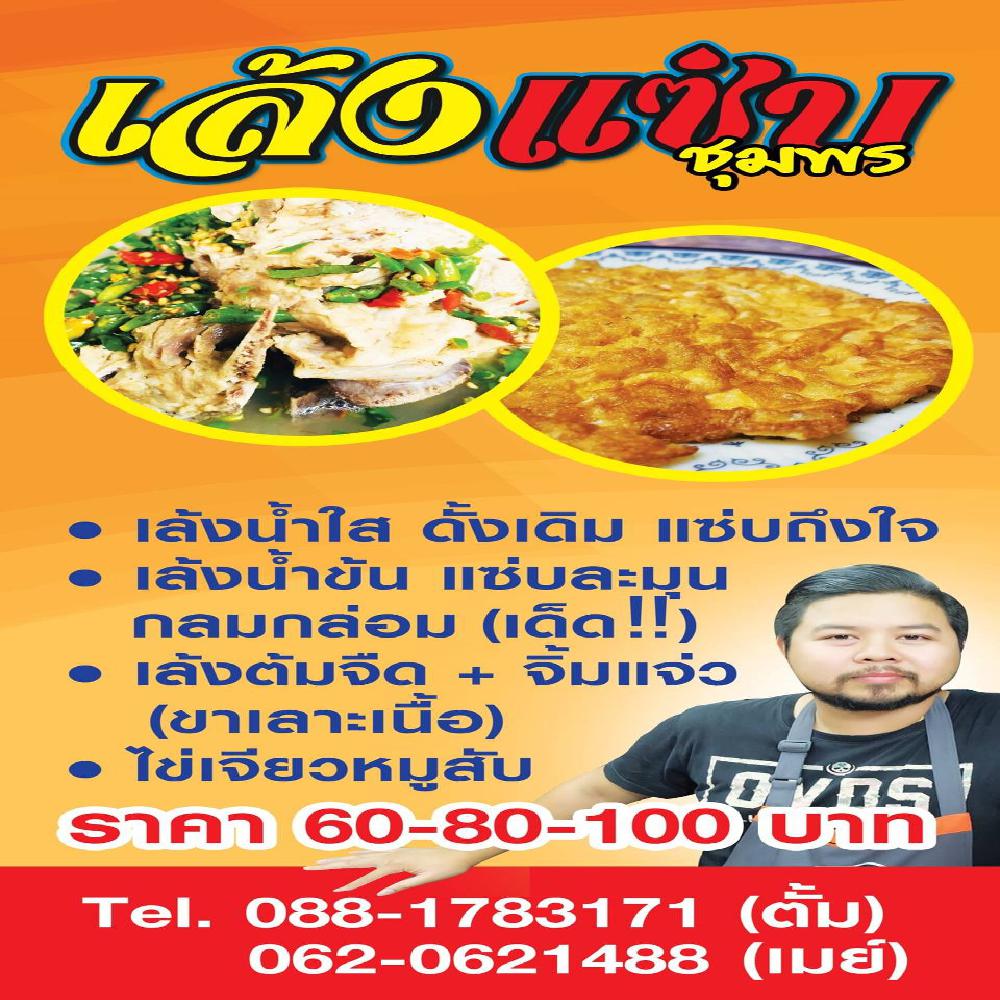 เล้งแซ่บ
ชุมพร
• เล้งน้ำใส ดั้งเดิม แซ่บถึงใจ
• เล้งน้ำข้น แซ่บละมุน
กลมกล่อม (เด็ด!!)
• เล้งต้มจืด + จิ้มแจ่ว
(ขาเลาะเนื้อ)
• ไข่เจียวหมูสับ
ราคา 60-80-100 บาท
Tel. 088-1783171 (ตั้ม)
062-0621488 (เมย์)